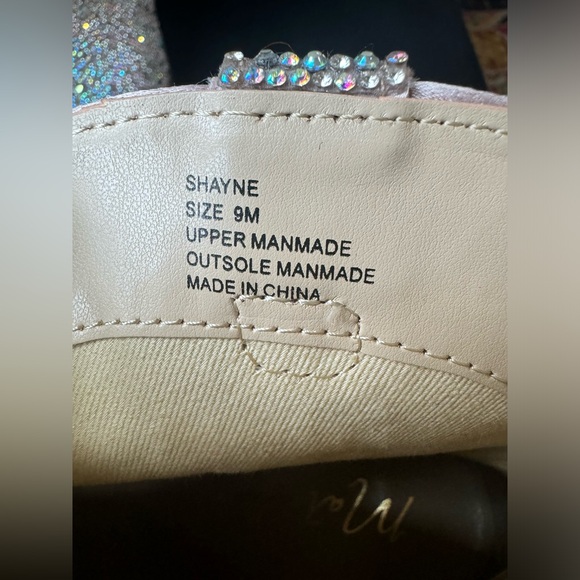 SHAYNE
SIZE 9M
UPPER MANMADE
OUTSOLE MANMADE
MADE IN CHINA